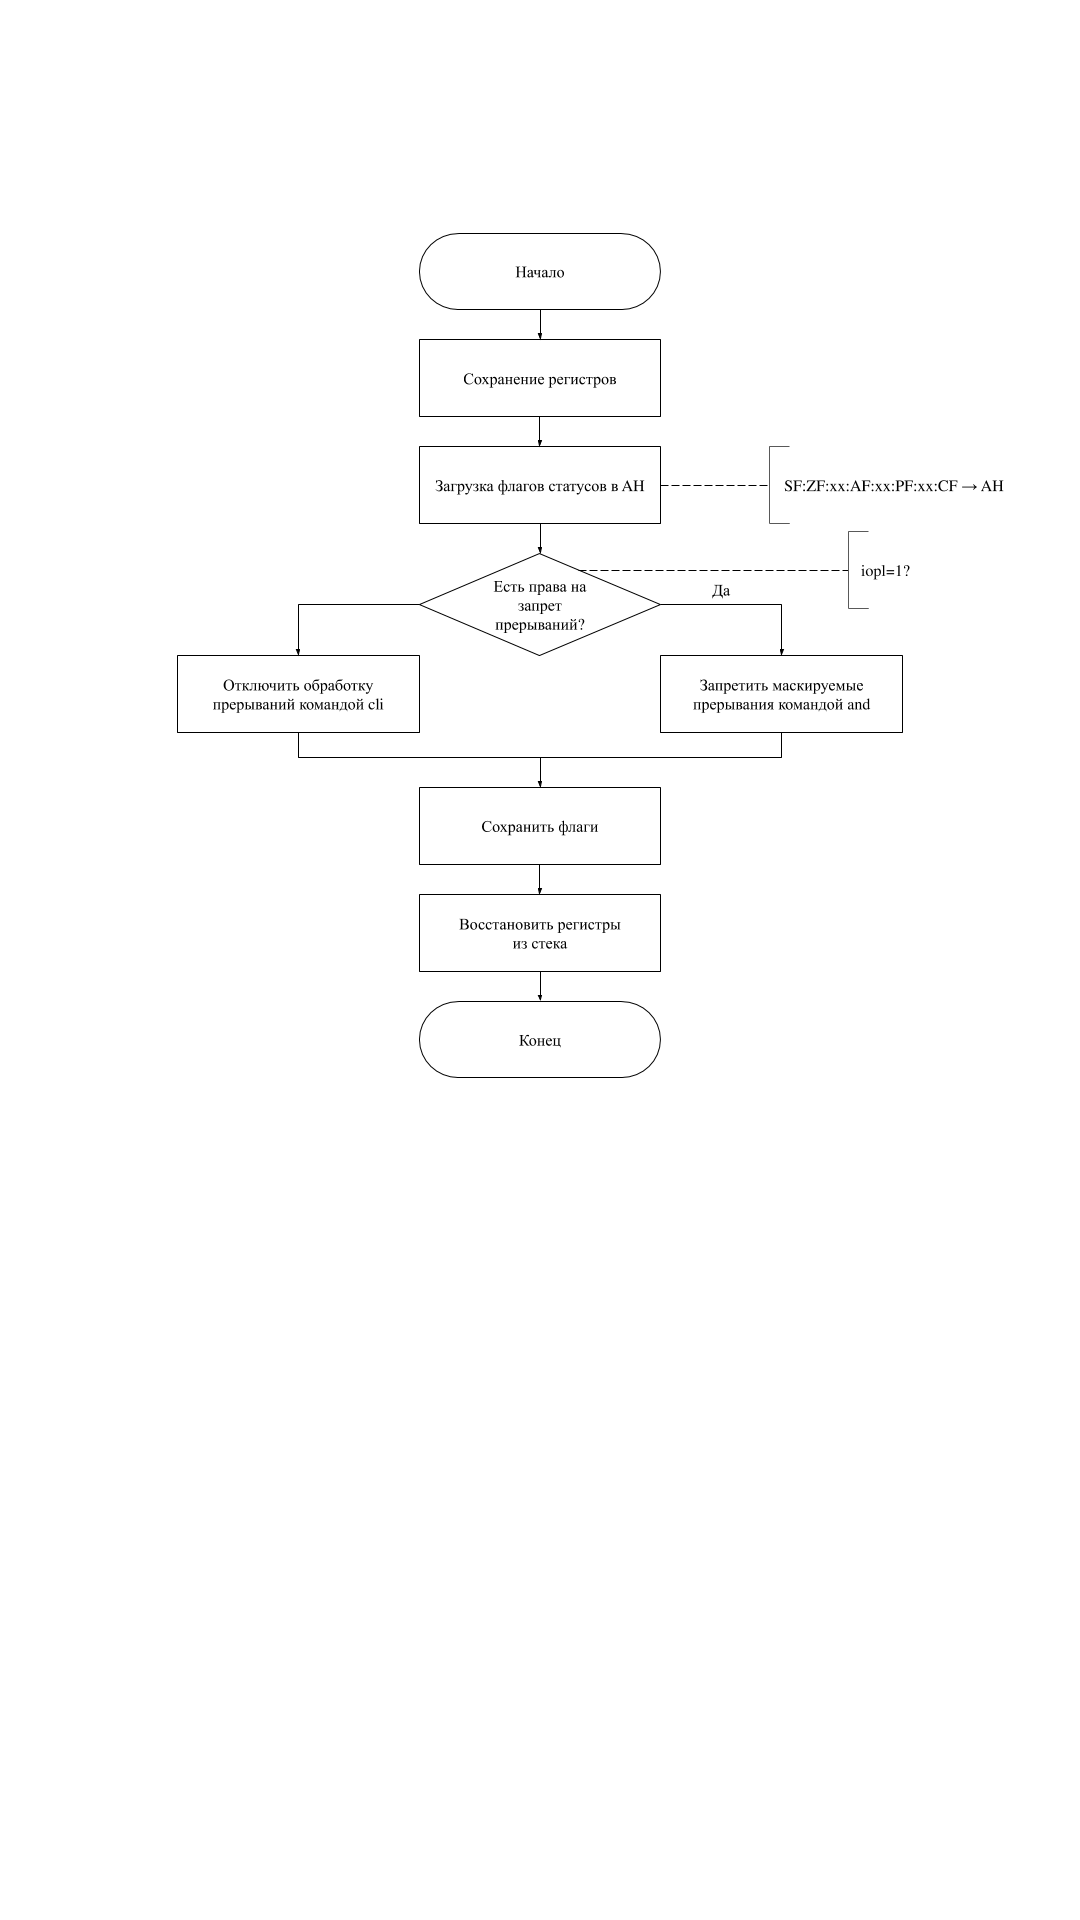 Начало
Сохранение регистров
Загрузка флагов статусов в AH
SF:ZF:xx:AF:xx:PF:xx:CF → AH
iopl=1?
Есть права на
запрет
прерываний?
Да
Отключить обработку
прерываний командой cli
Запретить маскируемые
прерывания командой and
Сохранить флаги
Восстановить регистры
из стека
Конец